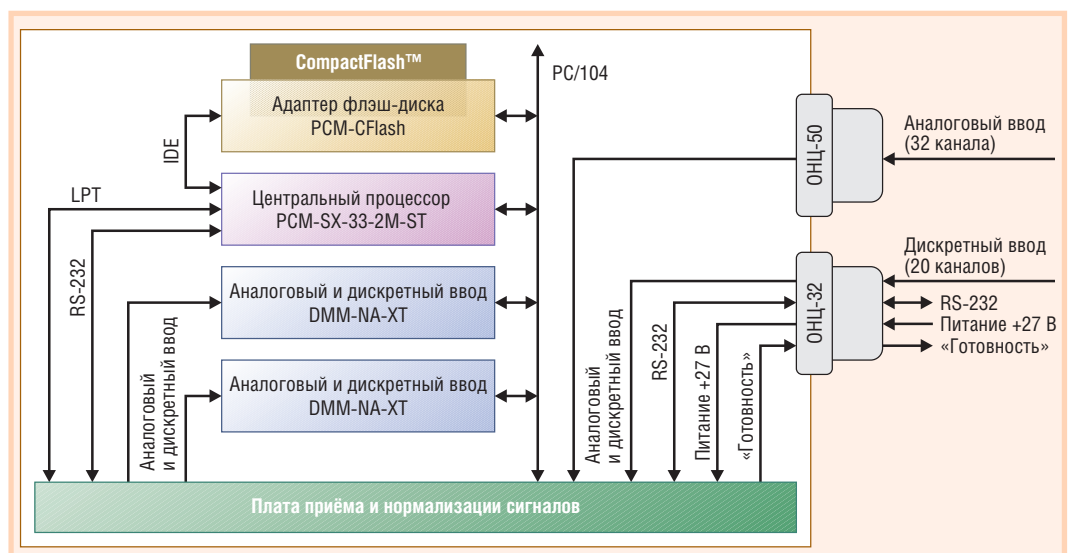 CompactFlash™
Адаптер флэш-диска
PCM-CFlash
PC/104
IDE
LPT
RS-232
Центральный процессор
PCM-SX-33-2M-ST
Аналоговый и дискретный ввод
DMM-NA-XT
Аналоговый и дискретный ввод
DMM-NA-XT
Аналоговый
и дискретный ввод
Аналоговый
и дискретный ввод
RS-232
Питание +27 В
«Готовность»
ОНЦ-50
Аналоговый ввод
(32 канала)
ОНЦ-32
Дискретный ввод
(20 каналов)
RS-232
Питание +27 В
«Готовность»
Плата приёма и нормализации сигналов